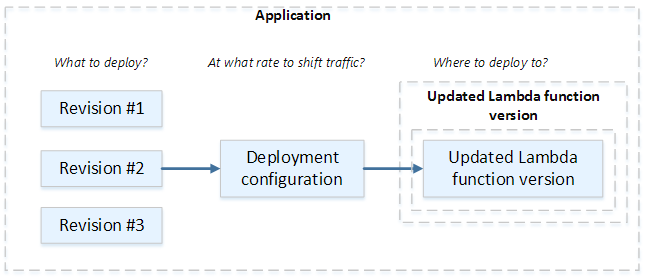 Application
What to deploy?
At what rate to shift traffic?
Where to deploy to?
Updated Lambda function
version
Revision #1
Revision #2
Deployment
configuration
Updated Lambda
function version
Revision #3